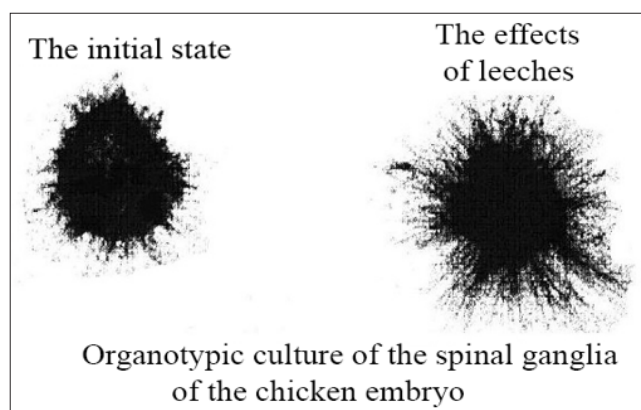 The initial state
The effects
of leeches
Organotypic culture of the spinal ganglia
of the chicken embryo